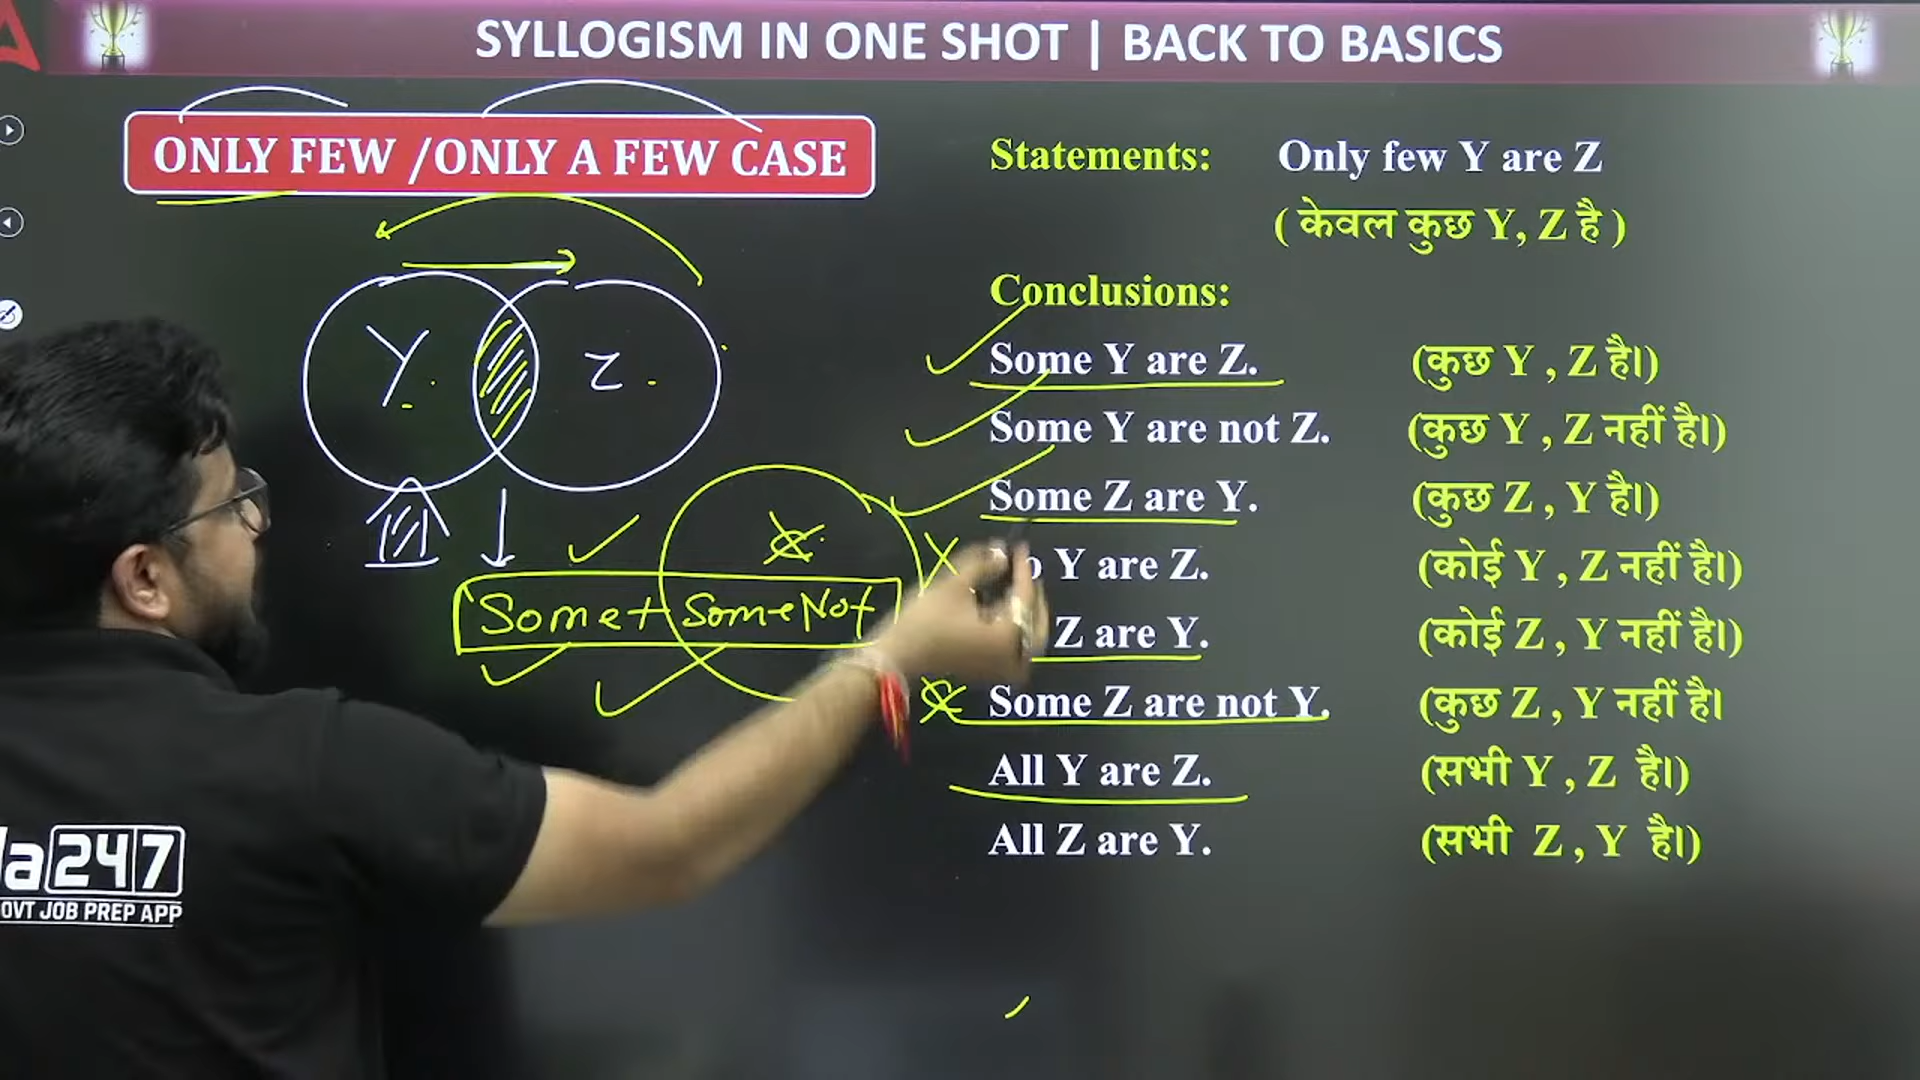 SYLLOGISM IN ONE SHOT | BACK TO BASICS
ONLY FEW /ONLY A FEW CASE
Statements: Only few Y are Z
( केवल कुछ Y, Z है )
Conclusions:
Some Y are Z. (कुछ Y , Z है।)
Some Y are not Z. (कुछ Y , Z नहीं है।)
Some Z are Y. (कुछ Z , Y है।)
Y are Z. (कोई Y , Z नहीं है।)
Z are Y. (कोई Z , Y नहीं है।)
Some Z are not Y. (कुछ Z , Y नहीं है।
All Y are Z. (सभी Y , Z है।)
All Z are Y. (सभी Z , Y है।)
Y Z
Some + Some Not
da 247
OVT JOB PREP APP